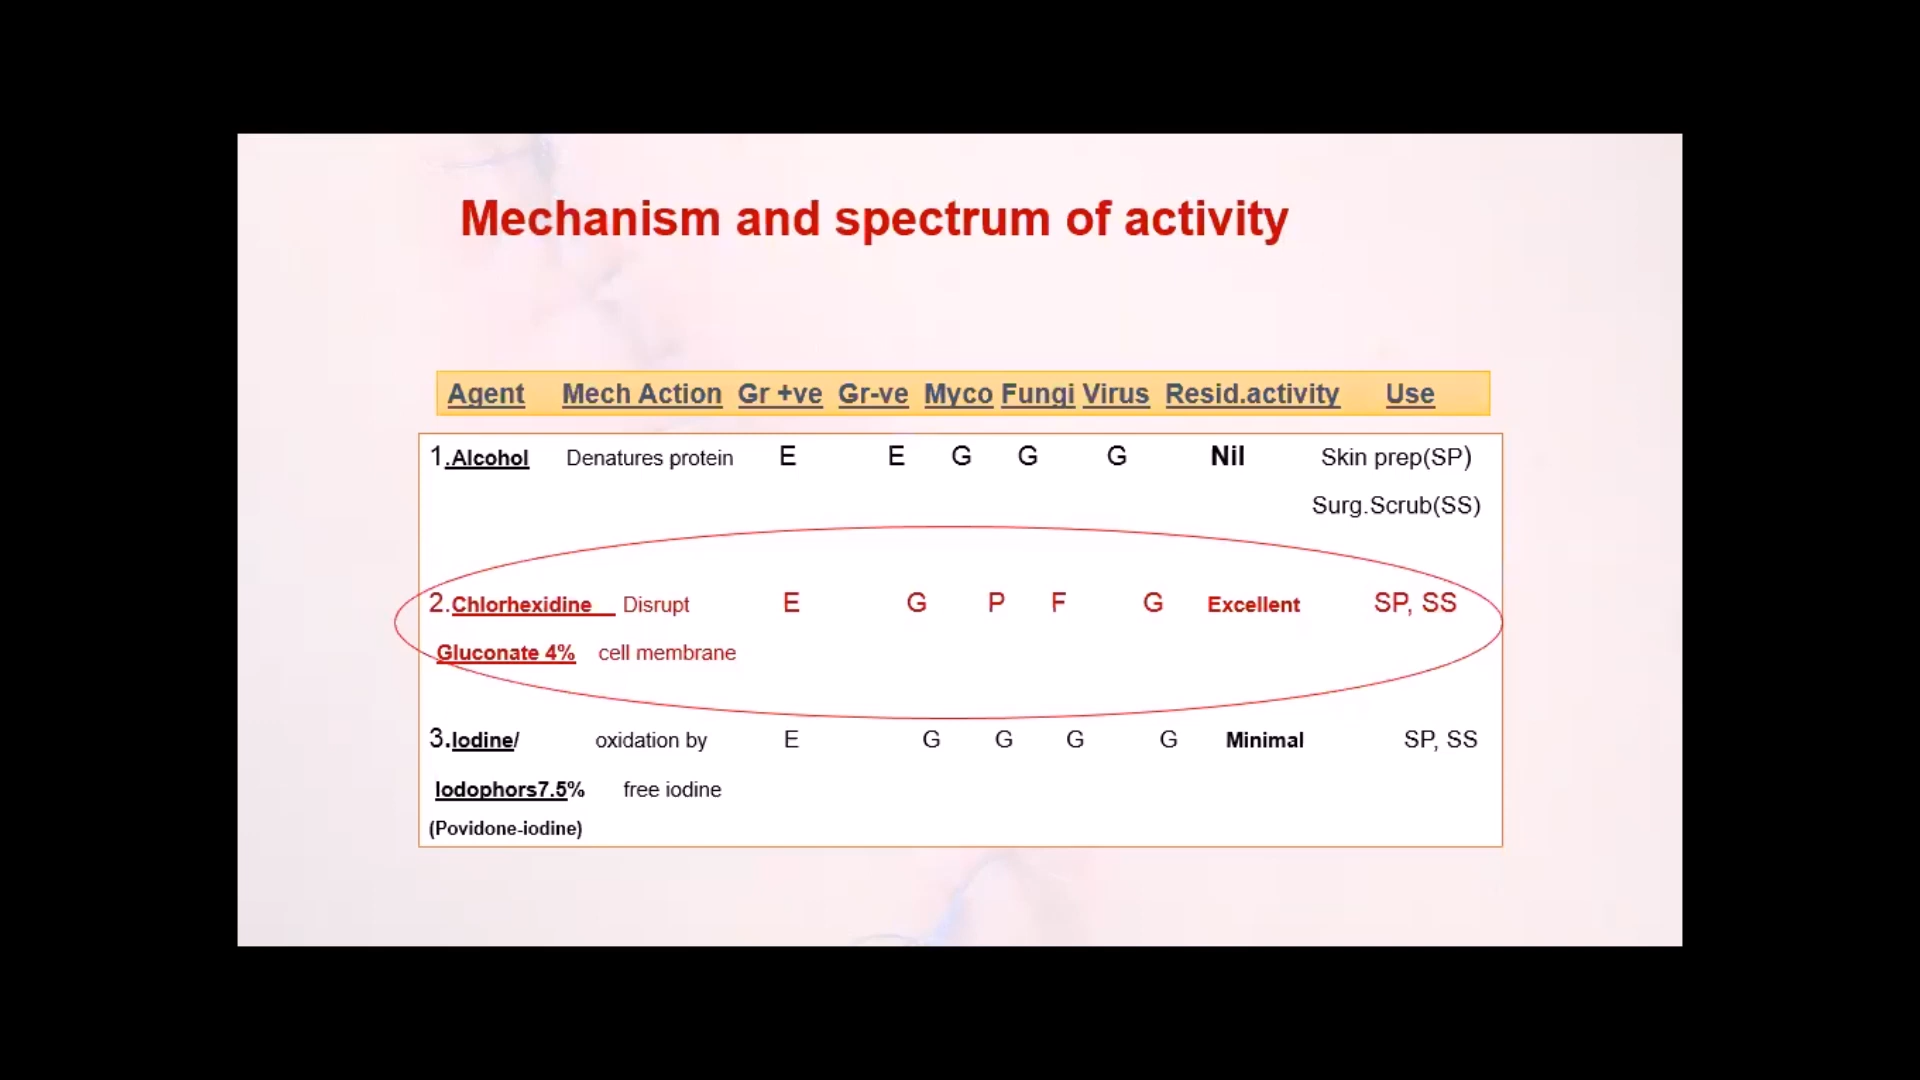 Mechanism and spectrum of activity
Agent Mech Action Gr +ve Gr-ve Myco Fungi Virus Resid.activity Use
1.Alcohol Denatures protein E E G G G Nil Skin prep(SP)
Surg.Scrub(SS)
2.Chlorhexidine Disrupt E G P F G Excellent SP, SS
Gluconate 4% cell membrane
3.Iodine/ oxidation by E G G G G Minimal SP, SS
Iodophors7.5% free iodine
(Povidone-iodine)